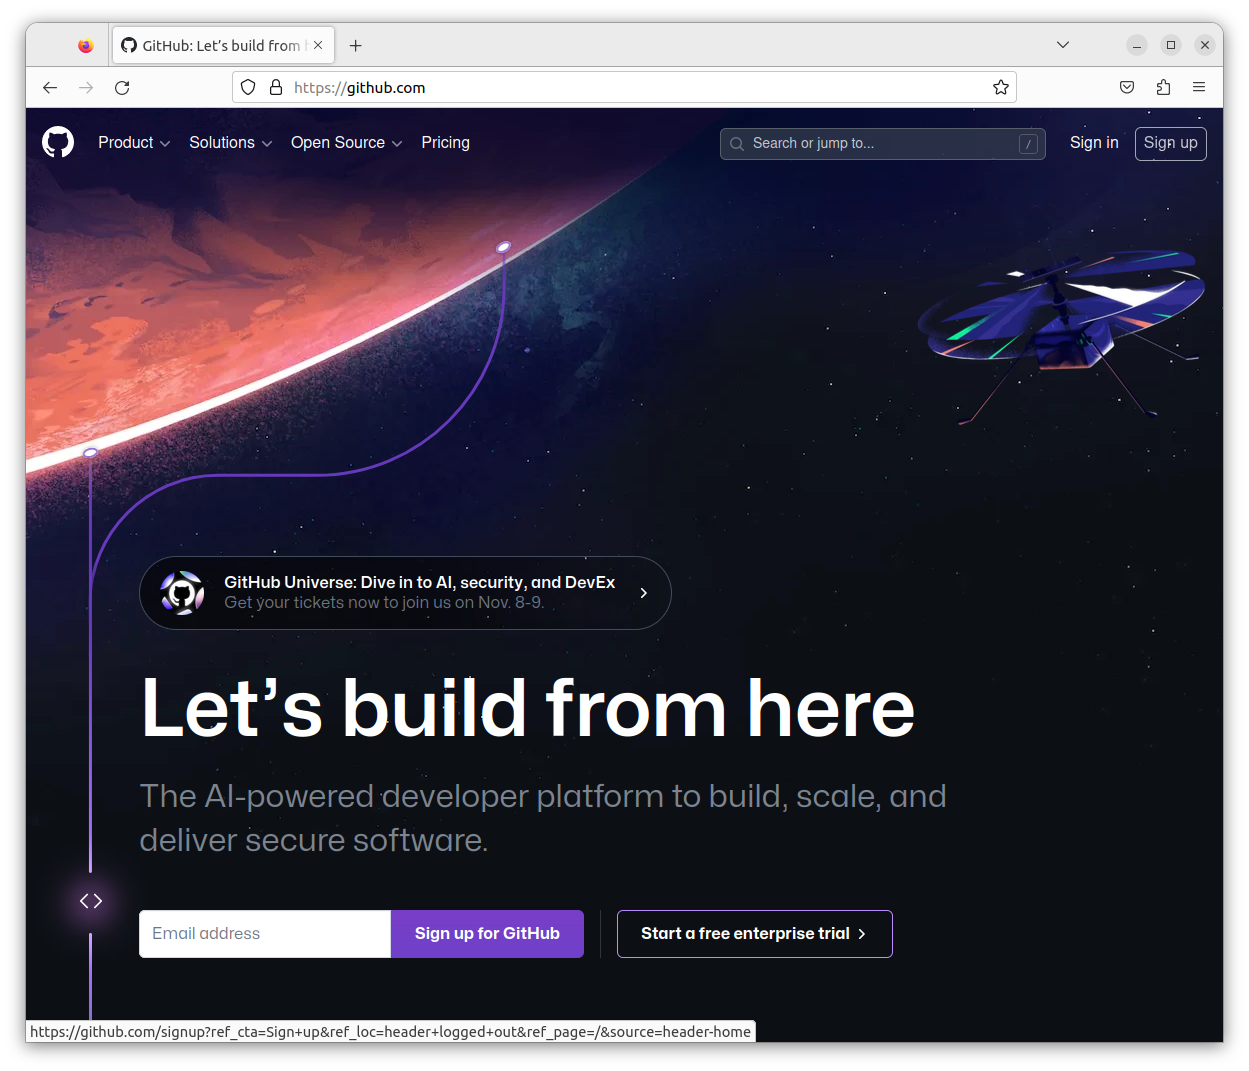 GitHub: Let's build from h
https://github.com
Product
Solutions
Open Source
Pricing
Search or jump to...
/
Sign in
Sign up
GitHub Universe: Dive in to AI, security, and DevEx
Get your tickets now to join us on Nov. 8-9.
Let's build from here
The AI-powered developer platform to build, scale, and
deliver secure software.
Email address
Sign up for GitHub
Start a free enterprise trial
https://github.com/signup?ref_cta=Sign+up&ref_loc=header+logged+out&ref_page=/&source=header-home